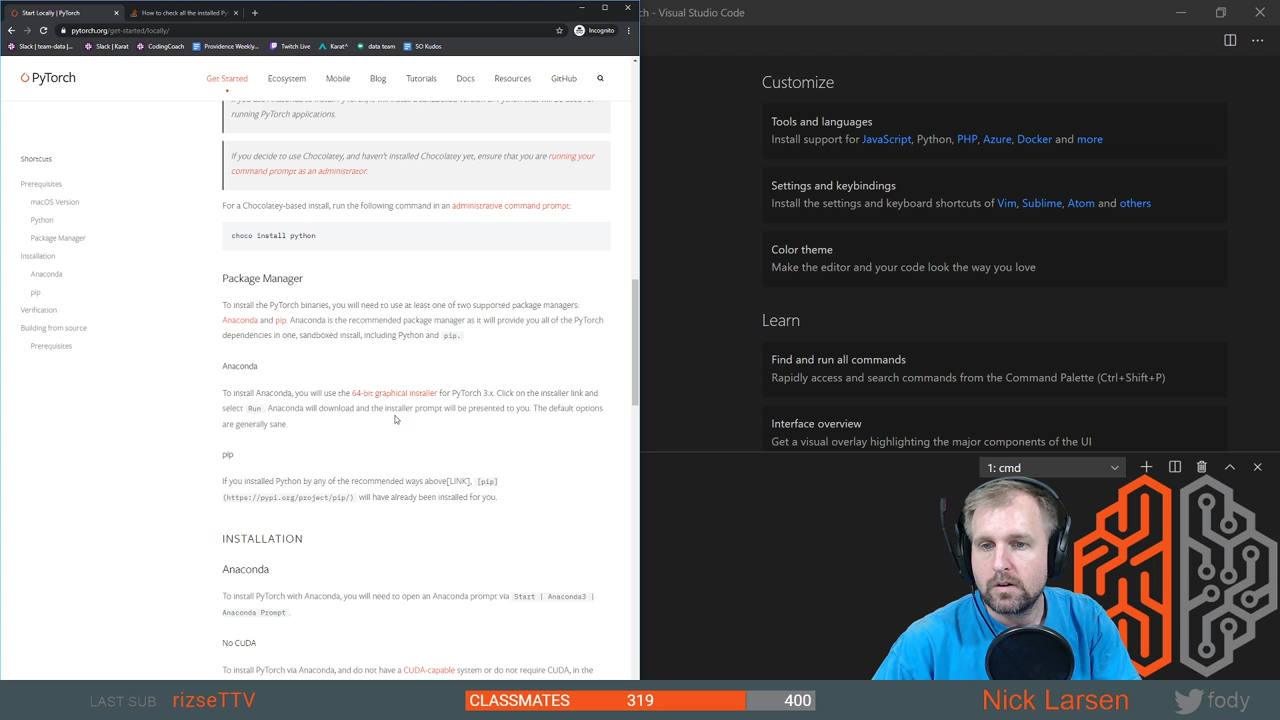 Start Locally | PyTorch
How to check all the installed Py
- Visual Studio Code
pytorch.org/get-started/locally/
Incognito
Slack | team-data |...
Slack | Karat
CodingCoach
Providence Weekly...
Twitch Live
Karat^
data team
SO Kudos
PyTorch
Get Started
Ecosystem
Mobile
Blog
Tutorials
Docs
Resources
GitHub
running PyTorch applications.
If you decide to use Chocolatey, and haven't installed Chocolatey yet, ensure that you are running your
command prompt as an administrator.
For a Chocolatey-based install, run the following command in an administrative command prompt:
choco install python
Shortcuts
Prerequisites
macOS Version
Python
Package Manager
Installation
Anaconda
pip
Verification
Building from source
Prerequisites
Package Manager
To install the PyTorch binaries, you will need to use at least one of two supported package managers:
Anaconda and pip. Anaconda is the recommended package manager as it will provide you all of the PyTorch
dependencies in one, sandboxed install, including Python and pip.
Anaconda
To install Anaconda, you will use the 64-bit graphical installer for PyTorch 3.x. Click on the installer link and
select Run. Anaconda will download and the installer prompt will be presented to you. The default options
are generally sane.
pip
If you installed Python by any of the recommended ways above[LINK], [pip]
(https://pypi.org/project/pip/) will have already been installed for you.
INSTALLATION
Anaconda
To install PyTorch with Anaconda, you will need to open an Anaconda prompt via Start | Anaconda3 |
Anaconda Prompt.
No CUDA
To install PyTorch via Anaconda, and do not have a CUDA-capable system or do not require CUDA, in the
Customize
Tools and languages
Install support for JavaScript, Python, PHP, Azure, Docker and more
Settings and keybindings
Install the settings and keyboard shortcuts of Vim, Sublime, Atom and others
Color theme
Make the editor and your code look the way you love
Learn
Find and run all commands
Rapidly access and search commands from the Command Palette (Ctrl+Shift+P)
Interface overview
Get a visual overlay highlighting the major components of the UI
1: cmd
LAST SUB rizseTTV
CLASSMATES 319 400
Nick Larsen
fody